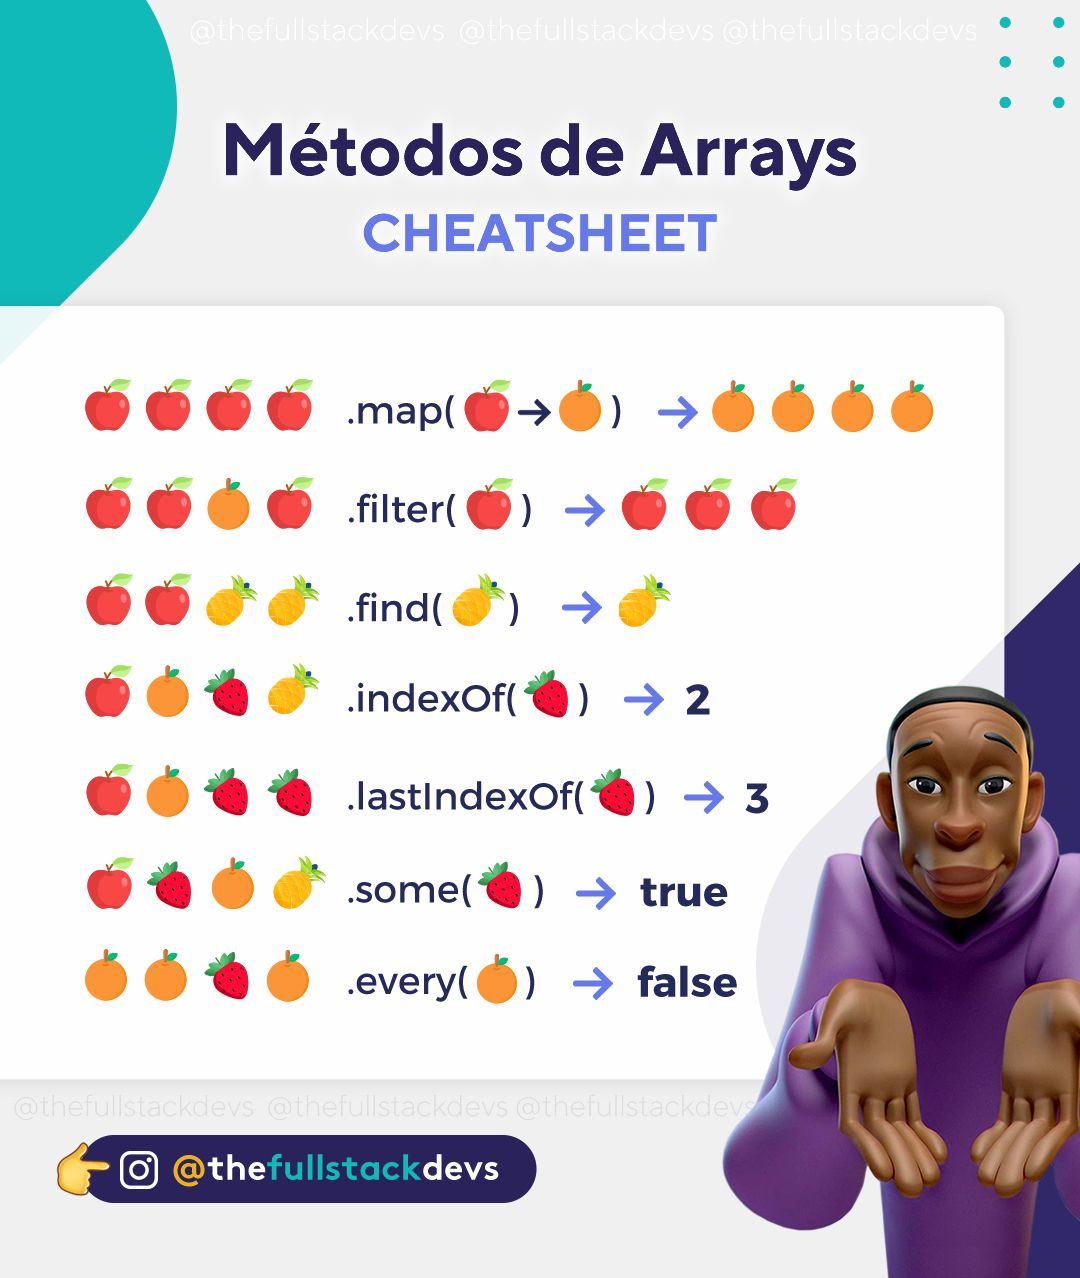 @thefullstackdevs @thefullstackdevs @thefullstackdevs
Métodos de Arrays
CHEATSHEET
.map( → ) →
.filter( ) →
.find( ) →
.indexOf( ) → 2
.lastIndexOf( ) → 3
.some( ) → true
.every( ) → false
@thefullstackdevs @thefullstackdevs @thefullstackdevs
@thefullstackdevs